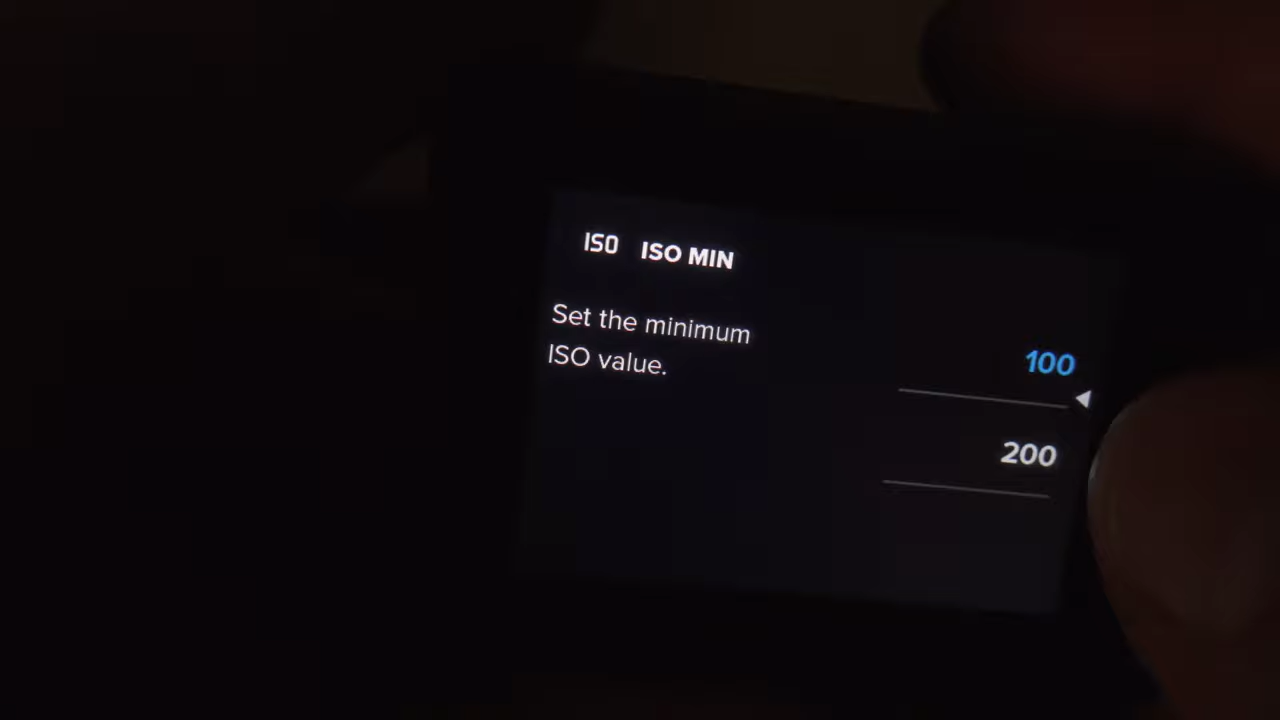 ISO ISO MIN
Set the minimum
ISO value.
100
200